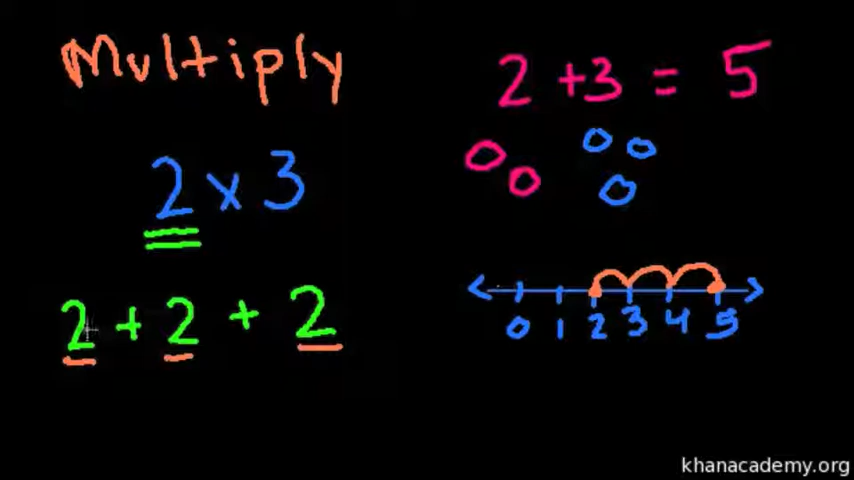 Multiply
2 x 3
2 + 2 + 2
2 + 3 = 5
0 1 2 3 4 5
khanacademy.org